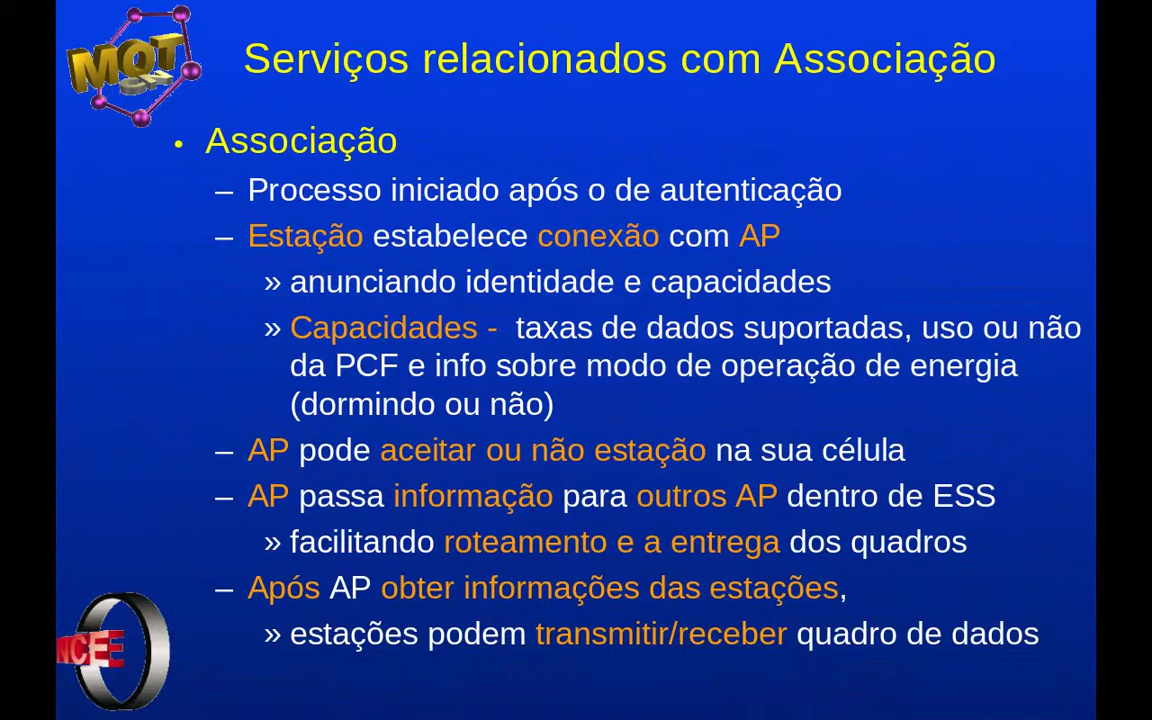 MQT
Serviços relacionados com Associação
• Associação
– Processo iniciado após o de autenticação
– Estação estabelece conexão com AP
» anunciando identidade e capacidades
» Capacidades - taxas de dados suportadas, uso ou não
da PCF e info sobre modo de operação de energia
(dormindo ou não)
– AP pode aceitar ou não estação na sua célula
– AP passa informação para outros AP dentro de ESS
» facilitando roteamento e a entrega dos quadros
– Após AP obter informações das estações,
» estações podem transmitir/receber quadro de dados